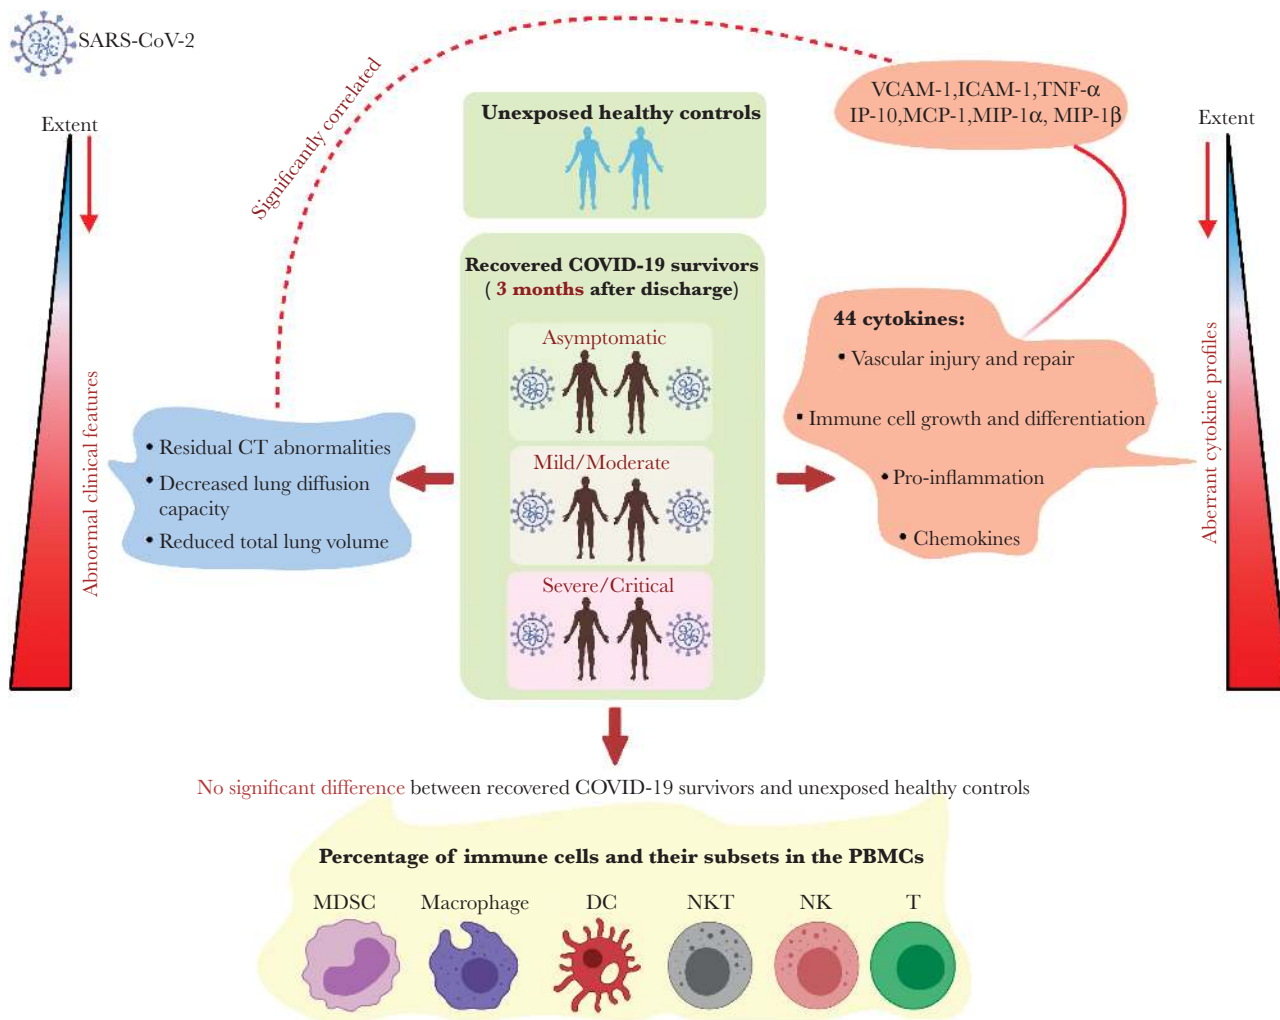 SARS-CoV-2
Extent
Abnormal clinical features
Significantly correlated
Unexposed healthy controls
VCAM-1,ICAM-1,TNF-α
IP-10,MCP-1,MIP-1α, MIP-1β
Extent
Aberrant cytokine profiles
Recovered COVID-19 survivors
( 3 months after discharge)
Asymptomatic
Mild/Moderate
Severe/Critical
• Residual CT abnormalities
• Decreased lung diffusion
capacity
• Reduced total lung volume
44 cytokines:
• Vascular injury and repair
• Immune cell growth and differentiation
• Pro-inflammation
• Chemokines
No significant difference between recovered COVID-19 survivors and unexposed healthy controls
Percentage of immune cells and their subsets in the PBMCs
MDSC Macrophage DC NKT NK T